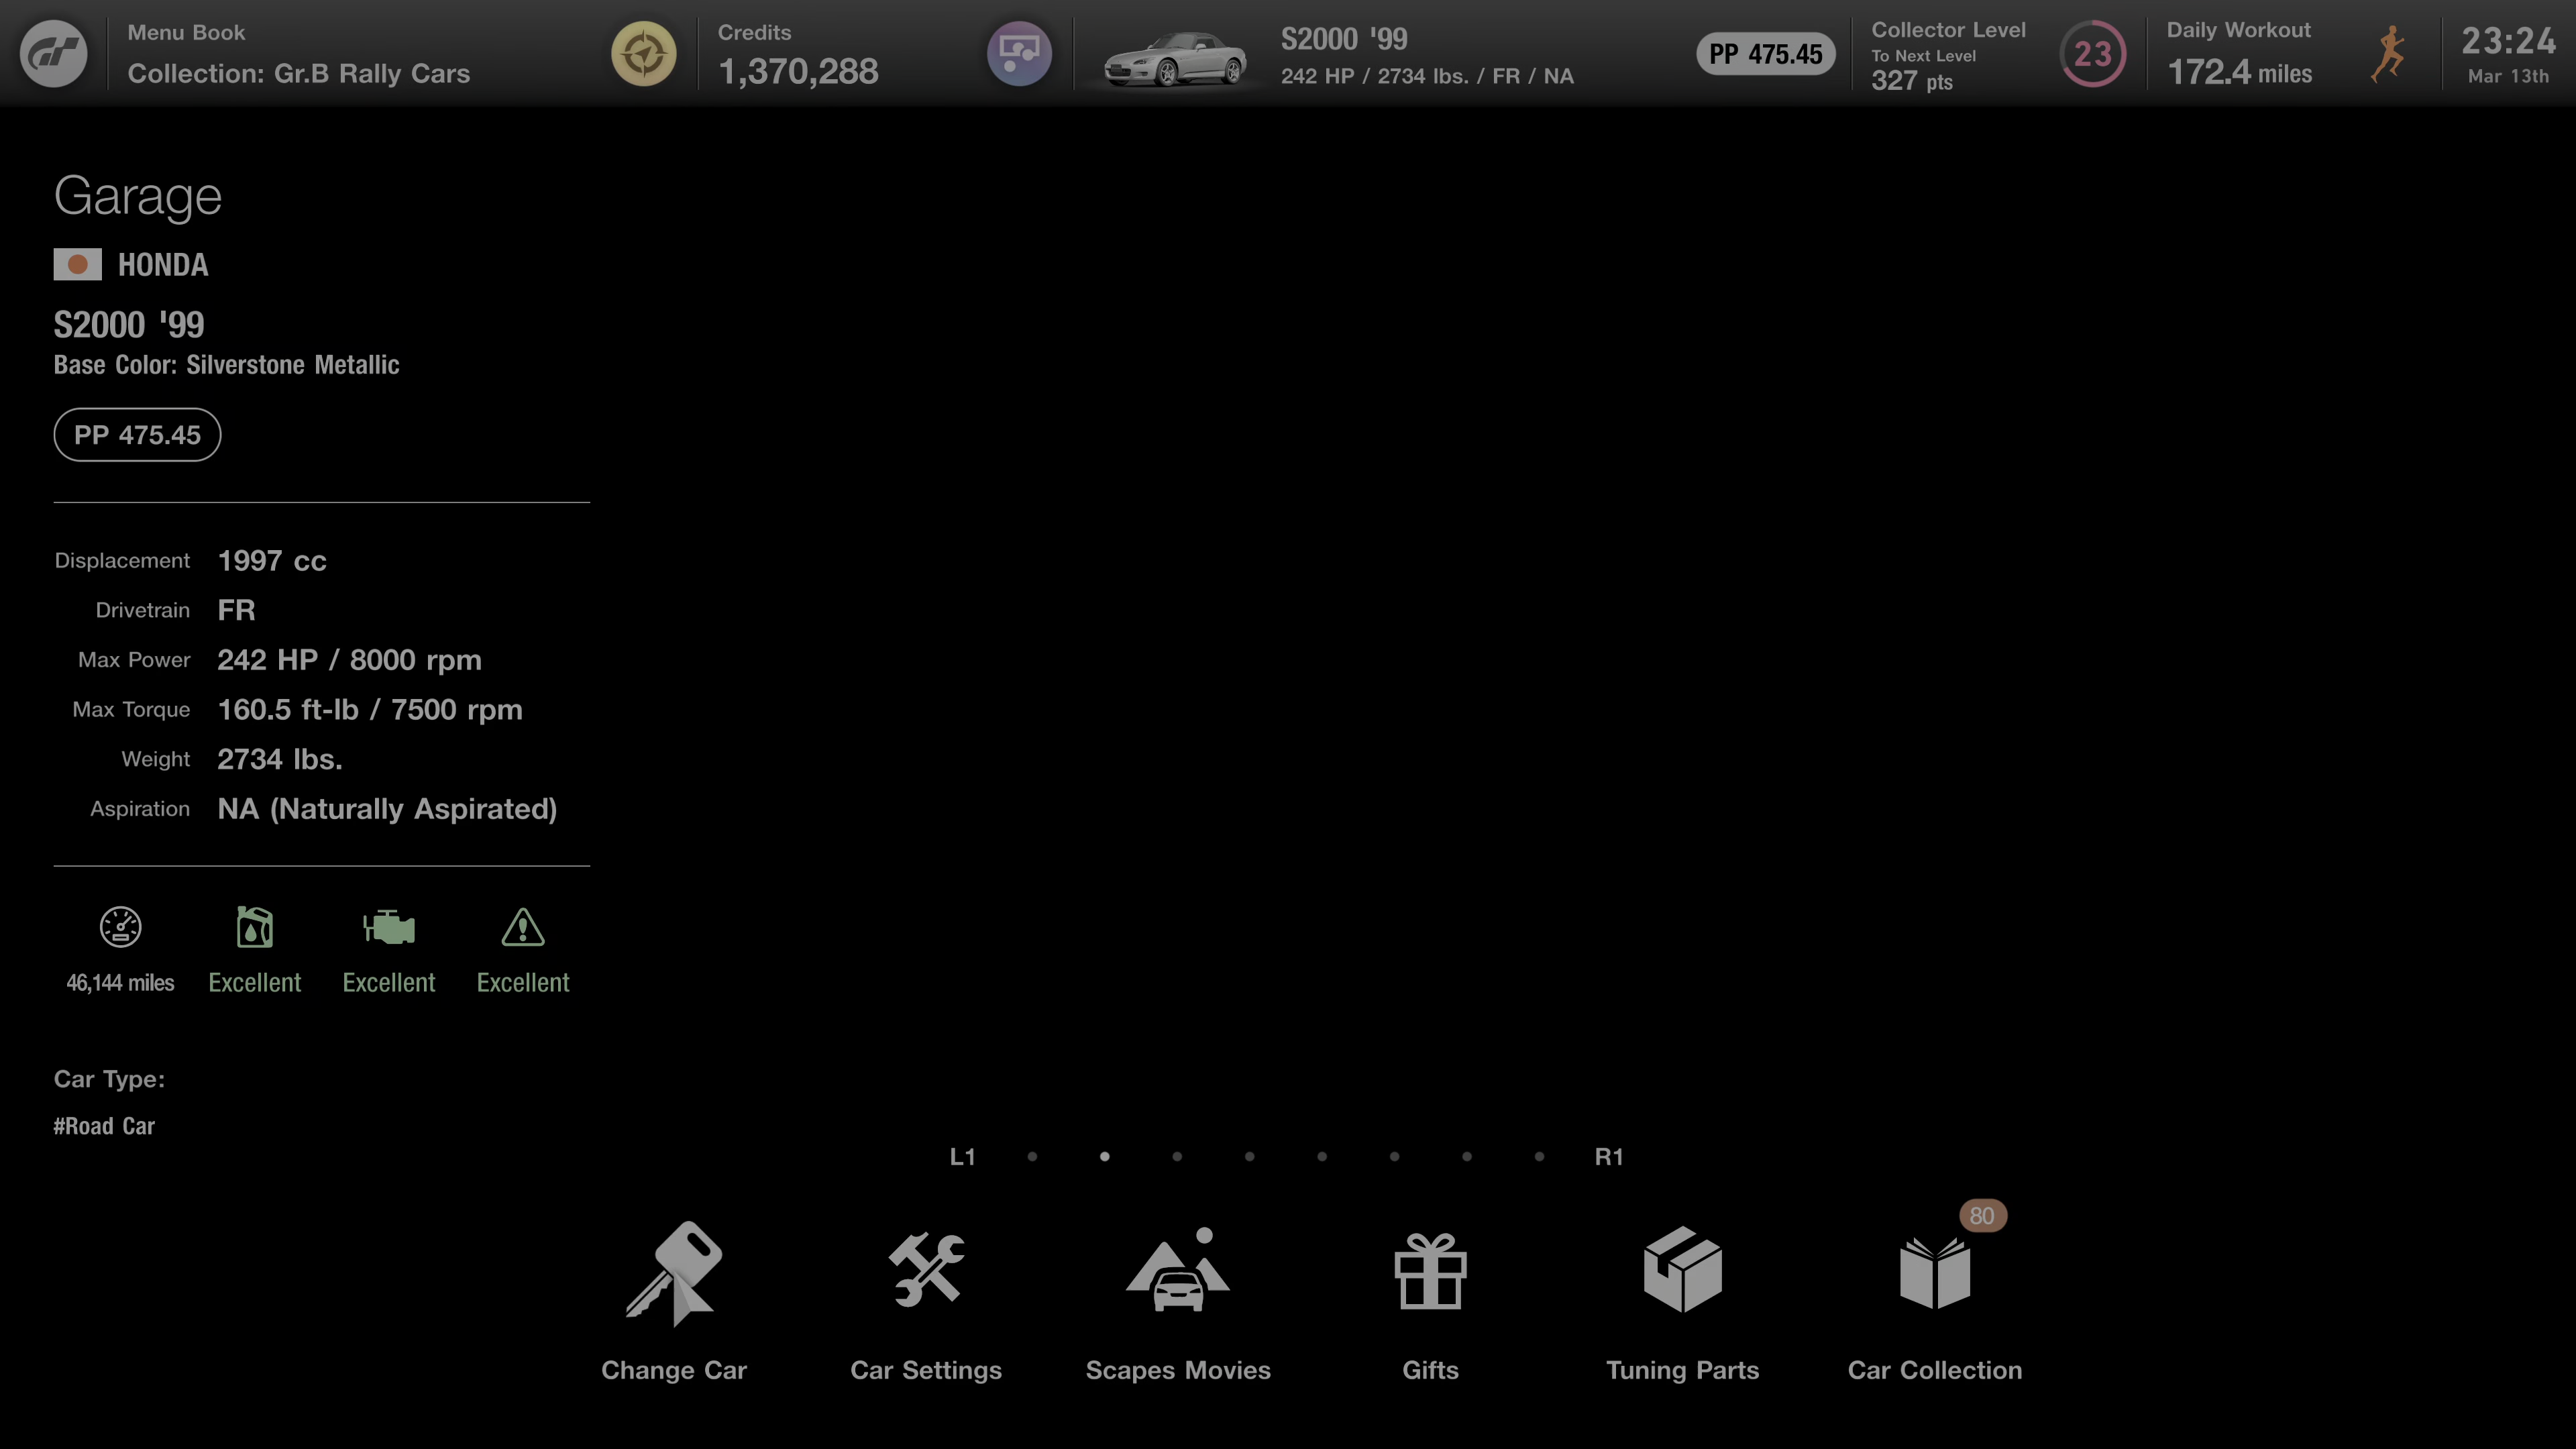 Menu Book
Collection: Gr.B Rally Cars
Credits
1,370,288
S2000 '99
242 HP / 2734 lbs. / FR / NA
PP 475.45
Collector Level
To Next Level
327 pts
23
Daily Workout
172.4 miles
23:24
Mar 13th
Garage
HONDA
S2000 '99
Base Color: Silverstone Metallic
PP 475.45
Displacement 1997 cc
Drivetrain FR
Max Power 242 HP / 8000 rpm
Max Torque 160.5 ft-lb / 7500 rpm
Weight 2734 lbs.
Aspiration NA (Naturally Aspirated)
46,144 miles Excellent Excellent Excellent
Car Type:
#Road Car
L1 R1
80
Change Car Car Settings Scapes Movies Gifts Tuning Parts Car Collection